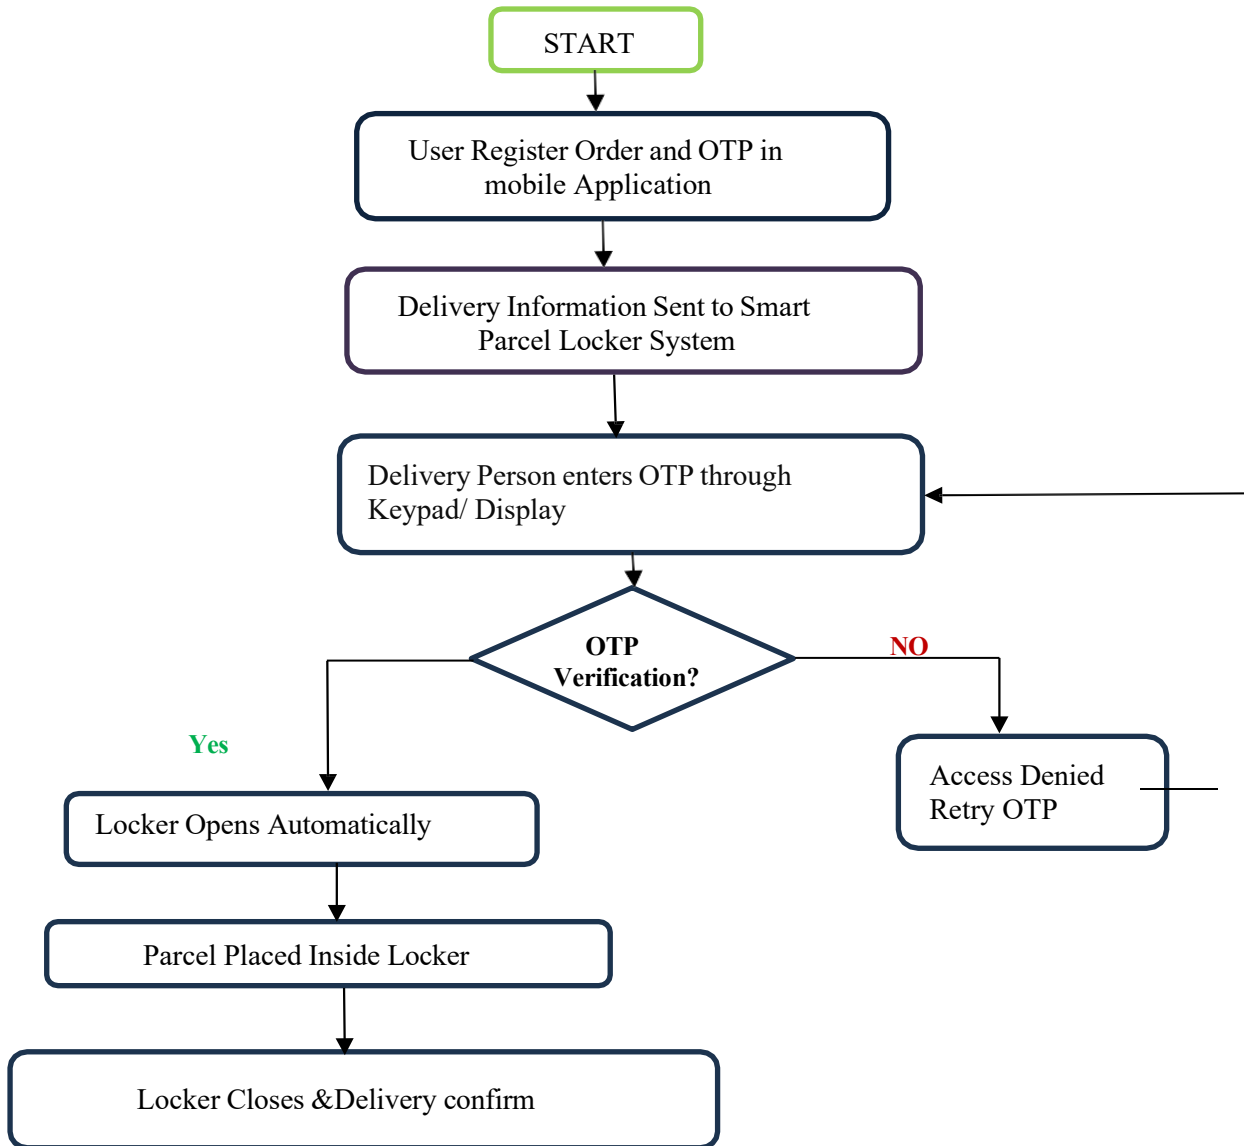 START
User Register Order and OTP in
mobile Application
Delivery Information Sent to Smart
Parcel Locker System
Delivery Person enters OTP through
Keypad/ Display
OTP
Verification?
NO
Yes
Access Denied
Retry OTP
Locker Opens Automatically
Parcel Placed Inside Locker
Locker Closes &Delivery confirm